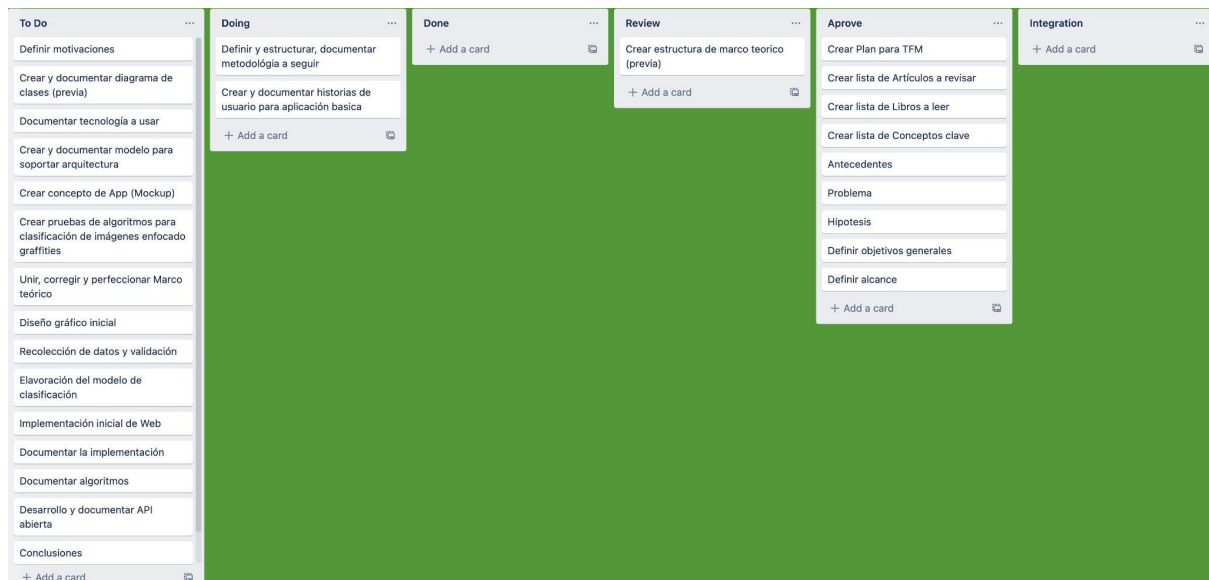 To Do
Definir motivaciones
Crear y documentar diagrama de
clases (previa)
Documentar tecnología a usar
Crear y documentar modelo para
soportar arquitectura
Crear concepto de App (Mockup)
Crear pruebas de algoritmos para
clasificación de imágenes enfocado
graffities
Unir, corregir y perfeccionar Marco
teórico
Diseño gráfico inicial
Recolección de datos y validación
Elavoración del modelo de
clasificación
Implementación inicial de Web
Documentar la implementación
Documentar algoritmos
Desarrollo y documentar API
abierta
Conclusiones
+ Add a card
Doing
Definir y estructurar, documentar
metodológia a seguir
Crear y documentar historias de
usuario para aplicación basica
+ Add a card
Done
+ Add a card
Review
Crear estructura de marco teorico
(previa)
+ Add a card
Aprove
Crear Plan para TFM
Crear lista de Artículos a revisar
Crear lista de Libros a leer
Crear lista de Conceptos clave
Antecedentes
Problema
Hipotesis
Definir objetivos generales
Definir alcance
+ Add a card
Integration
+ Add a card